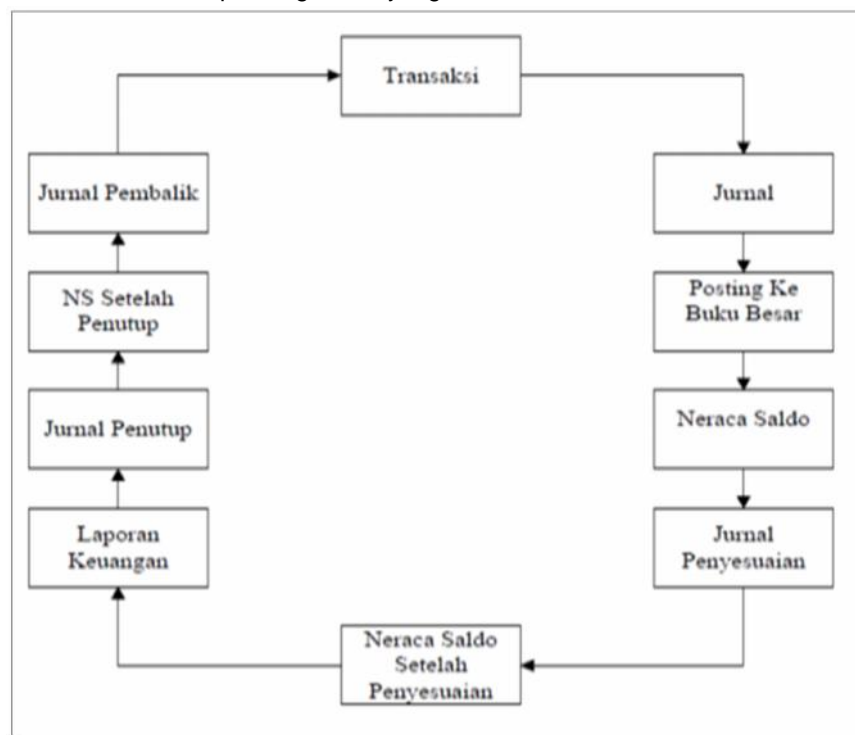 Transaksi
Jurnal Pembalik
Jurnal
NS Setelah
Penutup
Posting Ke
Buku Besar
Jurnal Penutup
Neraca Saldo
Laporan
Keuangan
Jurnal
Penyesuaian
Neraca Saldo
Setelah
Penyesuaian